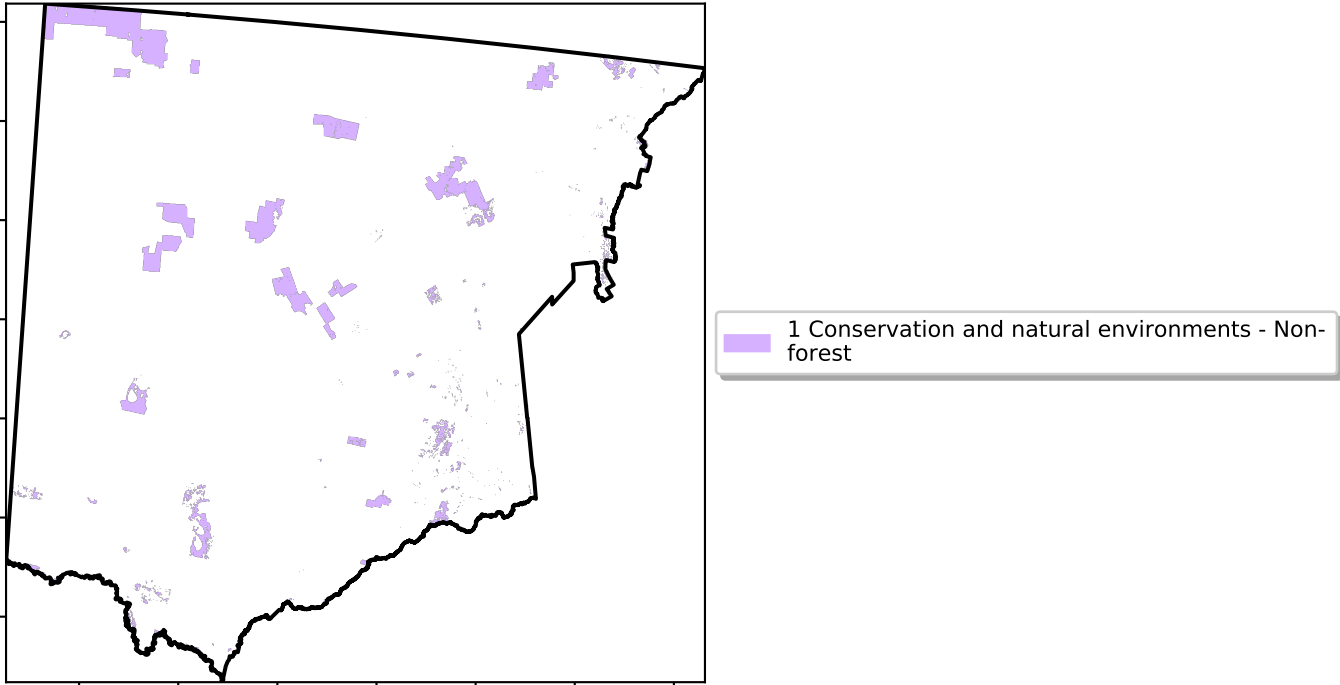 1 Conservation and natural environments - Non-
forest